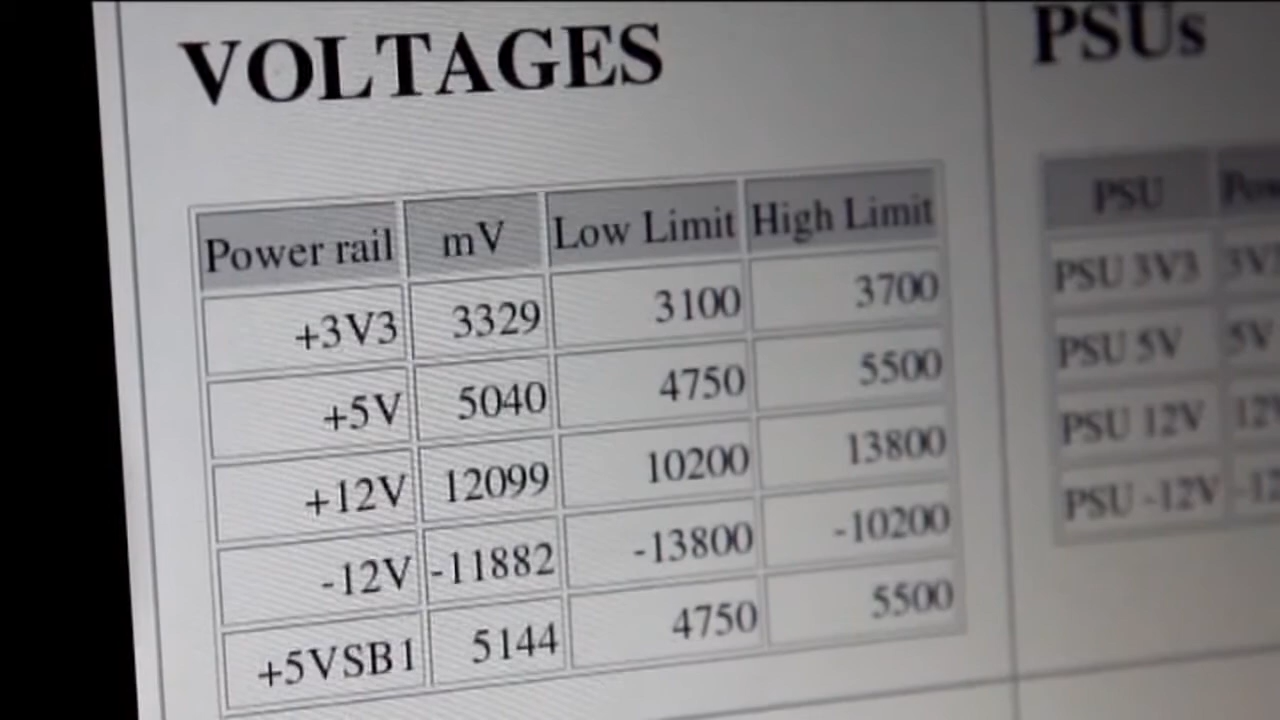 VOLTAGES
Power rail mV Low Limit High Limit
+3V3 3329 3100 3700
+5V 5040 4750 5500
+12V 12099 10200 13800
-12V -11882 -13800 -10200
+5VSB1 5144 4750 5500
PSUs
PSU
PSU 3V3
PSU 5V 5V
PSU 12V
PSU -12V